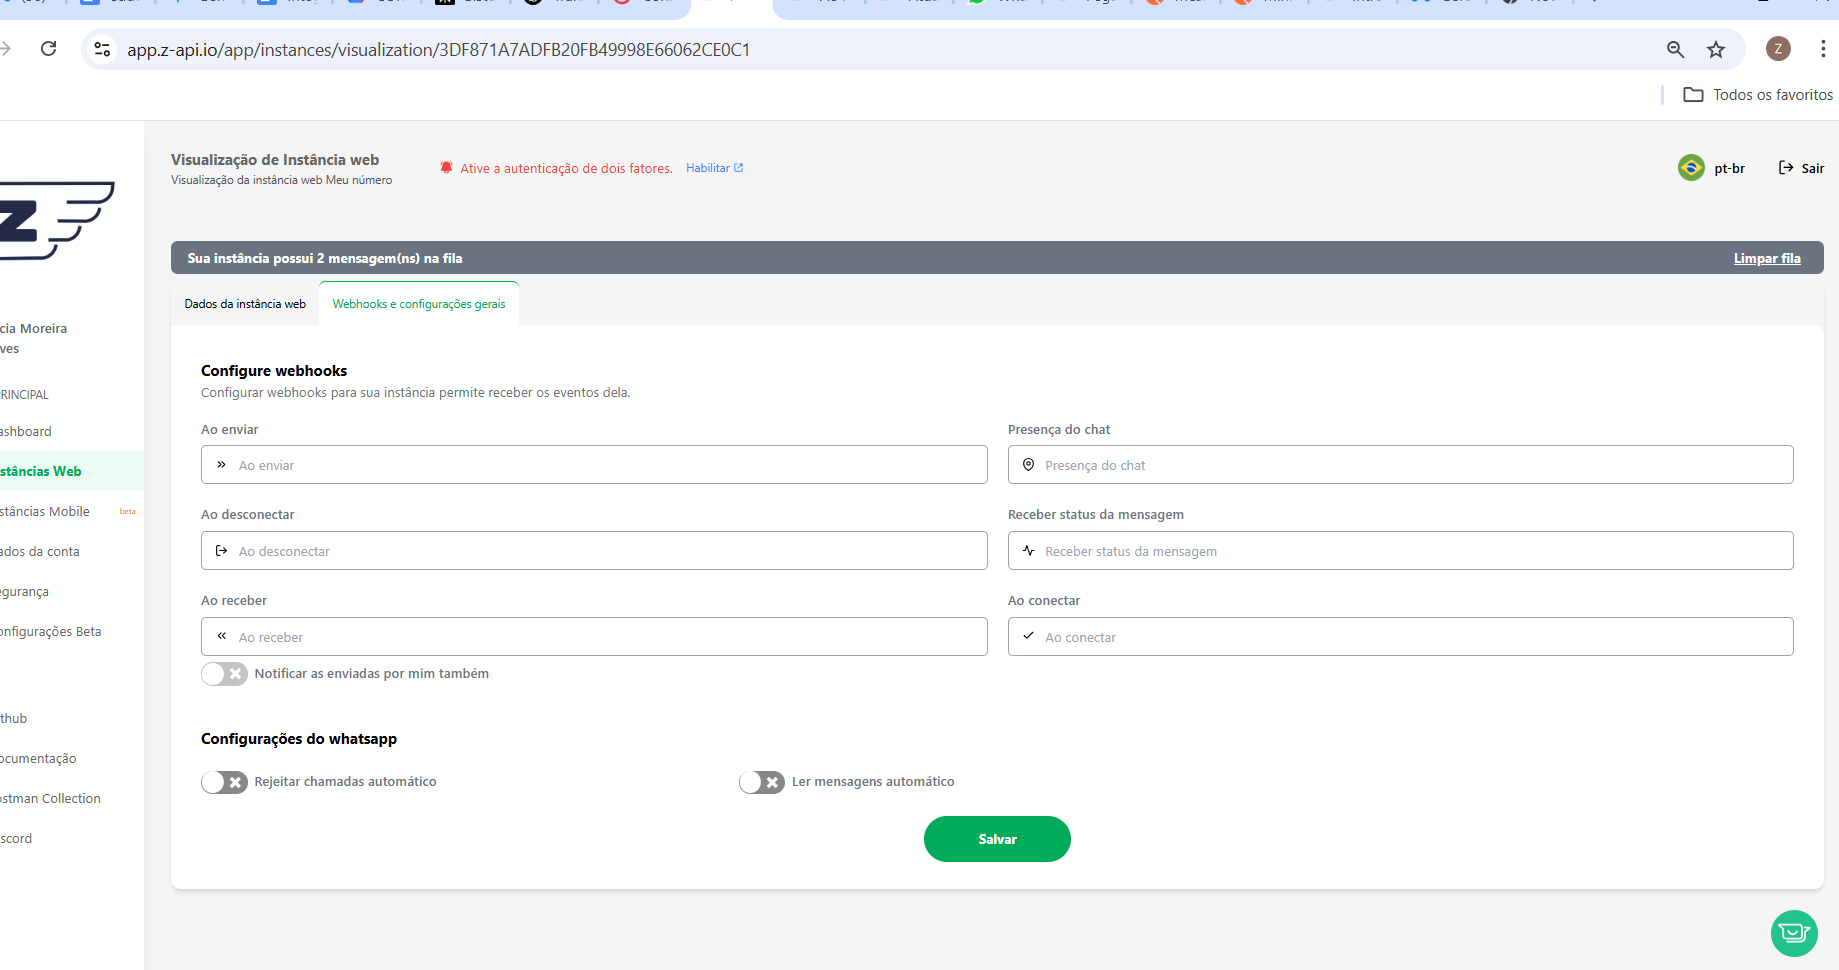 app.z-api.io/app/instances/visualization/3DF871A7ADFB20FB49998E66062CE0C1
Z
Todos os favoritos
Visualização de Instância web
Visualização da instância web Meu número
Ative a autenticação de dois fatores. Habilitar
pt-br
Sair
Z
Sua instância possui 2 mensagem(ns) na fila
Limpar fila
Dados da instância web
Webhooks e configurações gerais
cia Moreira
ves
RINCIPAL
ashboard
stâncias Web
stâncias Mobile beta
ados da conta
egurança
onfigurações Beta
thub
ocumentação
ostman Collection
scord
Configure webhooks
Configurar webhooks para sua instância permite receber os eventos dela.
Ao enviar
Ao enviar
Presença do chat
Presença do chat
Ao desconectar
Ao desconectar
Receber status da mensagem
Receber status da mensagem
Ao receber
Ao receber
Ao conectar
Ao conectar
Notificar as enviadas por mim também
Configurações do whatsapp
Rejeitar chamadas automático
Ler mensagens automático
Salvar